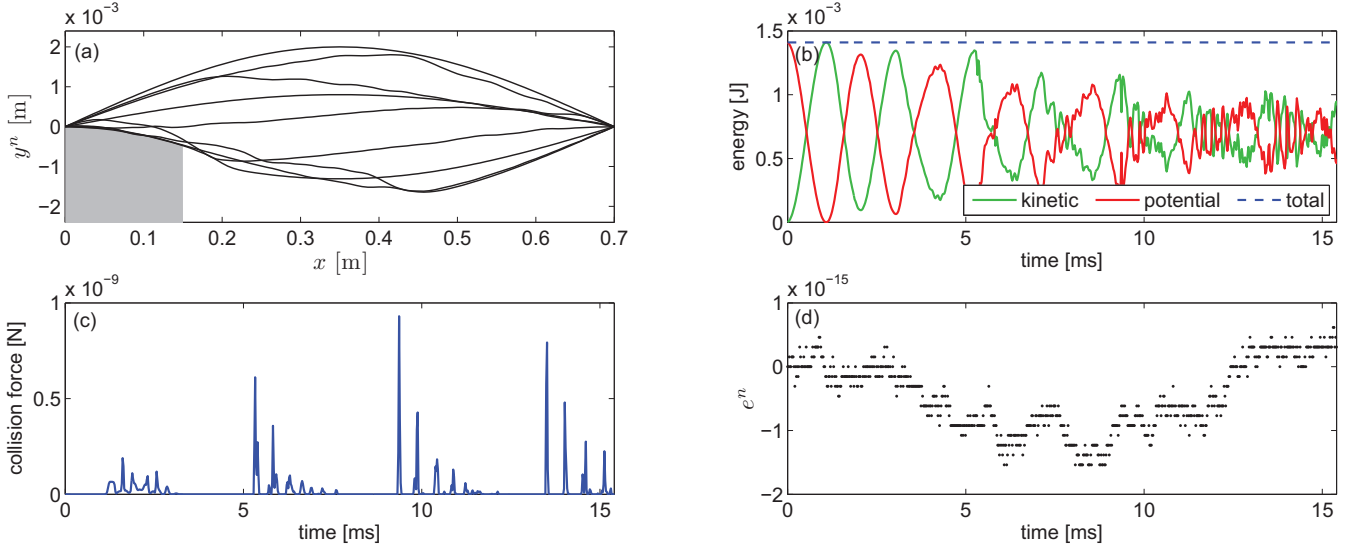 x 10⁻³
(a)
2
1
0
−1
−2
yⁿ [m]
0 0.1 0.2 0.3 0.4 0.5 0.6 0.7
x [m]
x 10⁻³
(b)
1.5
1
0.5
0
energy [J]
kinetic potential total
0 5 10 15
time [ms]
x 10⁻⁹
(c)
1
0.5
0
collision force [N]
0 5 10 15
time [ms]
x 10⁻¹⁵
(d)
1
0
−1
−2
eⁿ
0 5 10 15
time [ms]